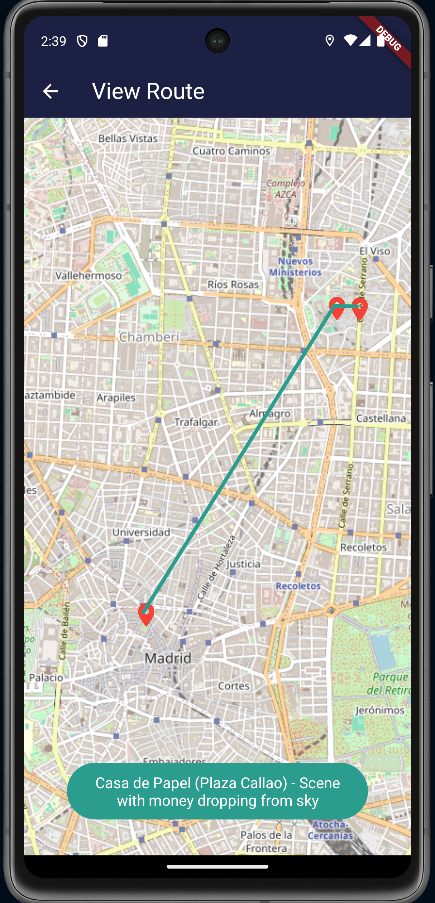 2:39
DEBUG
View Route
Bellas Vistas
Cuatro Caminos
Complejo
AZCA
El Viso
Nuevos
Ministerios
Vallehermoso
Ríos Rosas
de Serrano
Chamberí
aztambide
Arapiles
Almagro
Trafalgar
Castellana
Calle de Serrano
Sala
les
Universidad
Calle de Hortaleza
Justicia
Recoletos
Recoletos
Calle de Bailén
Madrid
Palacio
Cortes
Parque
del Retiro
Jerónimos
Embajadores
Casa de Papel (Plaza Callao) - Scene
with money dropping from sky
Atocha-
Cercanías
Palos de la
Frontera